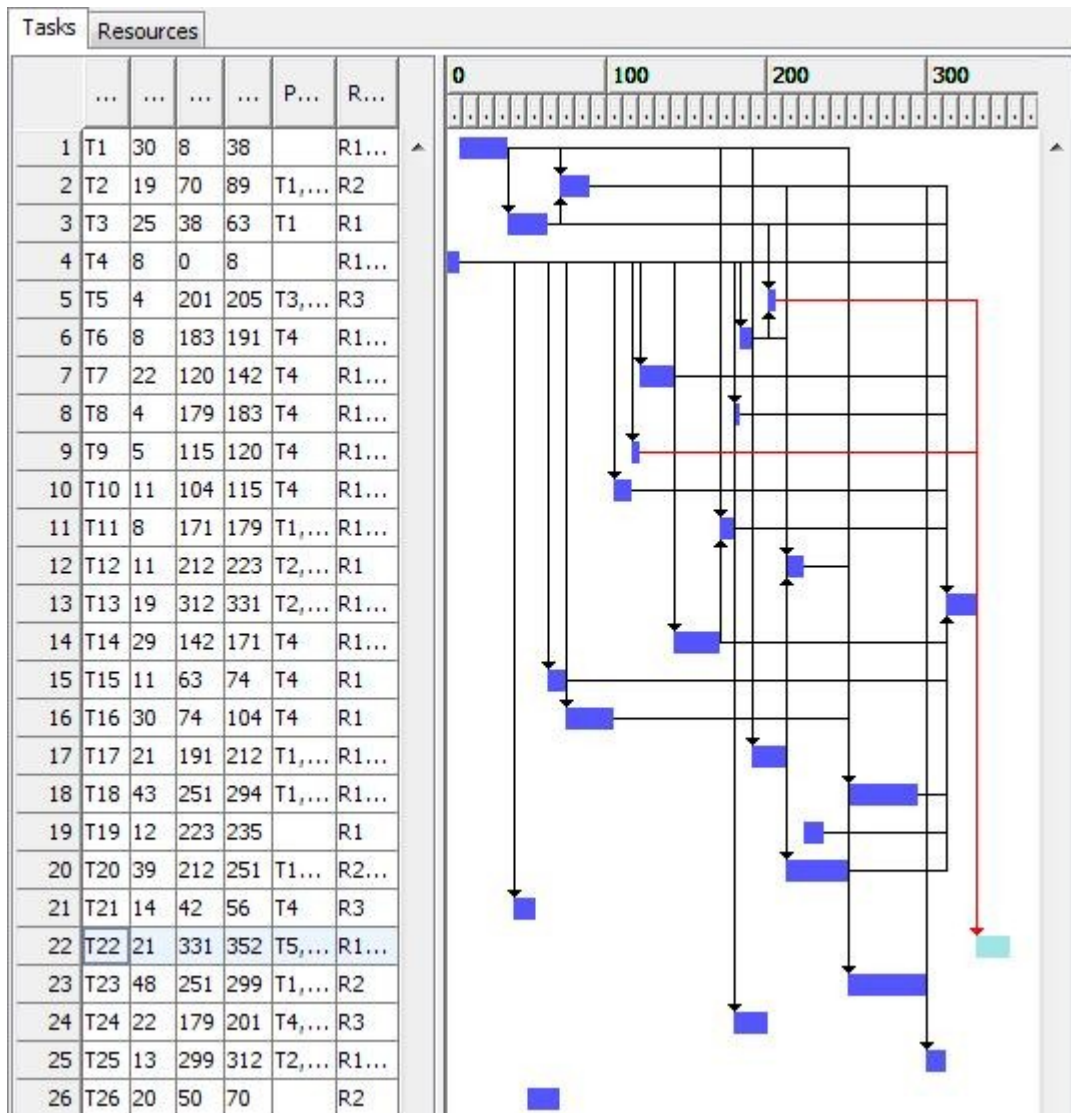 Tasks Resources
... ... ... ... P... R... 0 100 200 300
1 T1 30 8 38 R1...
2 T2 19 70 89 T1,... R2
3 T3 25 38 63 T1 R1
4 T4 8 0 8 R1...
5 T5 4 201 205 T3,... R3
6 T6 8 183 191 T4 R1...
7 T7 22 120 142 T4 R1...
8 T8 4 179 183 T4 R1...
9 T9 5 115 120 T4 R1...
10 T10 11 104 115 T4 R1...
11 T11 8 171 179 T1,... R1...
12 T12 11 212 223 T2,... R1
13 T13 19 312 331 T2,... R1...
14 T14 29 142 171 T4 R1...
15 T15 11 63 74 T4 R1
16 T16 30 74 104 T4 R1
17 T17 21 191 212 T1,... R1...
18 T18 43 251 294 T1,... R1...
19 T19 12 223 235 R1
20 T20 39 212 251 T1... R2...
21 T21 14 42 56 T4 R3
22 T22 21 331 352 T5,... R1...
23 T23 48 251 299 T1,... R2
24 T24 22 179 201 T4,... R3
25 T25 13 299 312 T2,... R1...
26 T26 20 50 70 R2